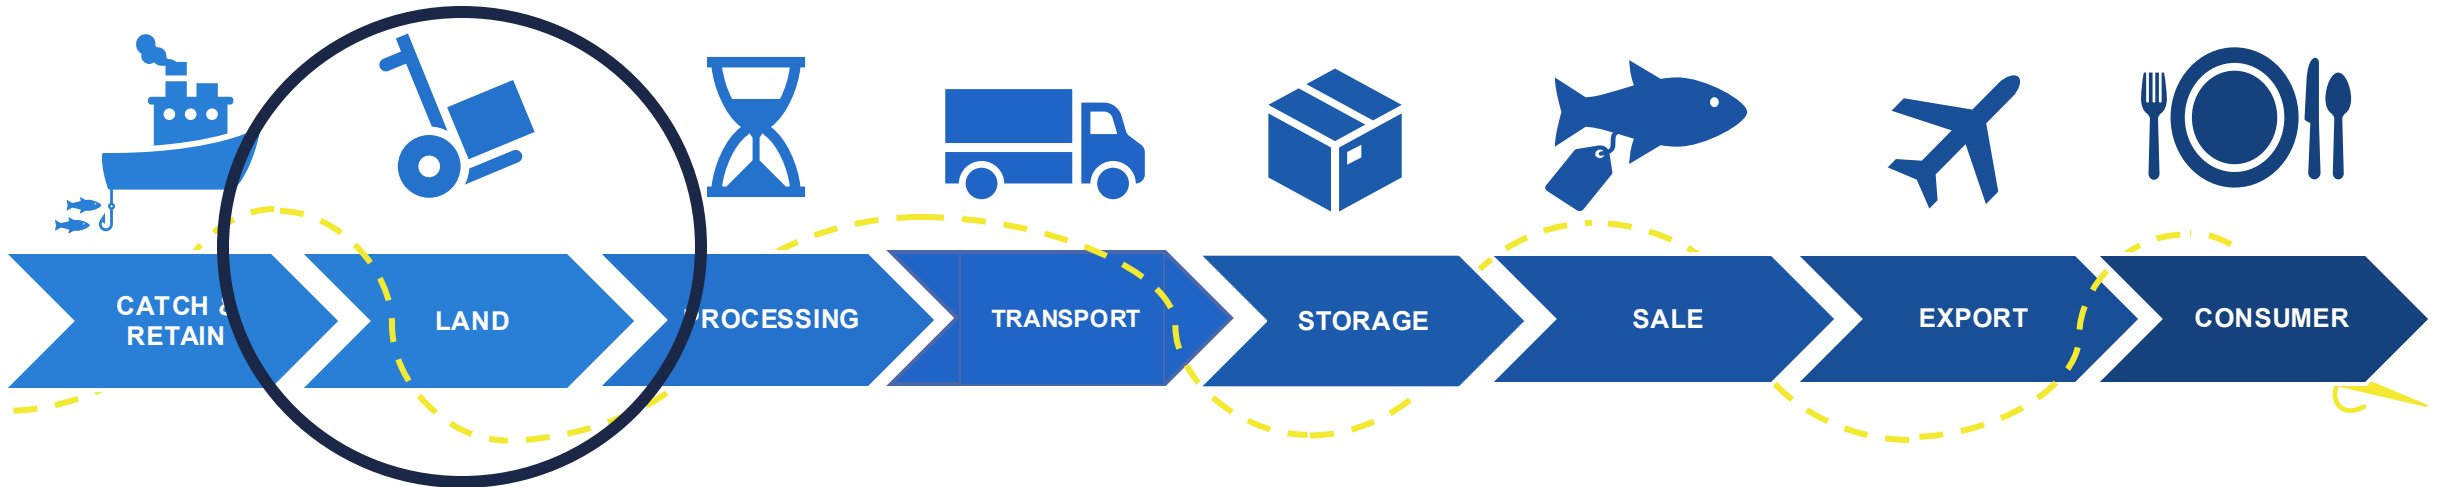 CATCH &
RETAIN
LAND
PROCESSING
TRANSPORT
STORAGE
SALE
EXPORT
CONSUMER